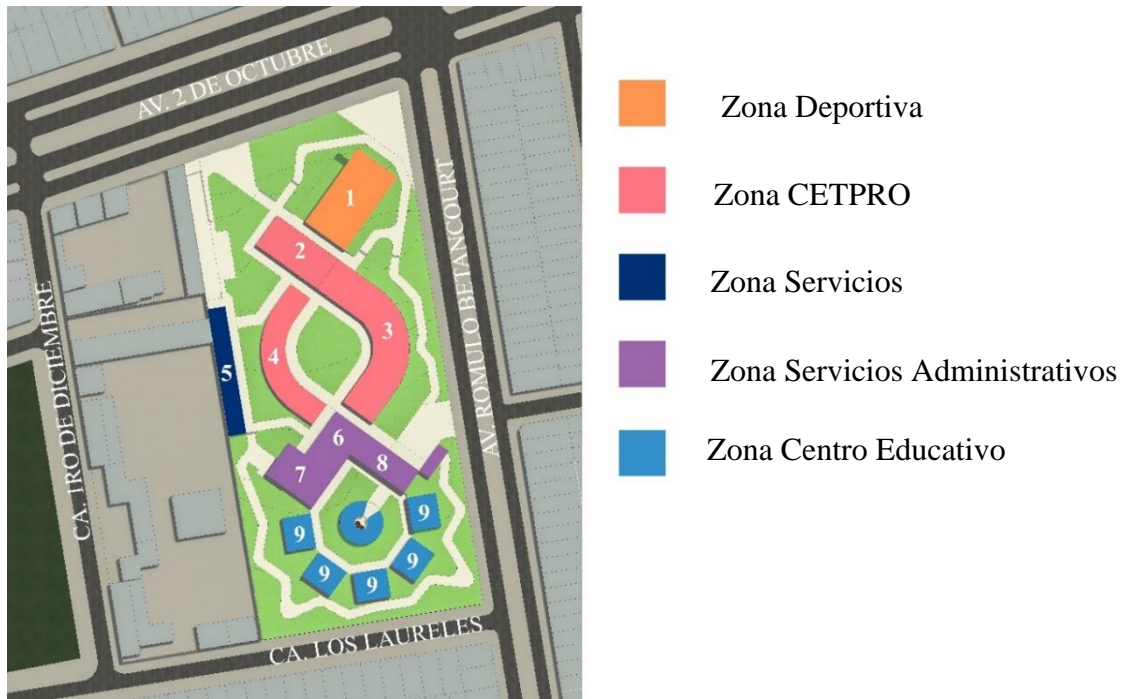 AV. 2 DE OCTUBRE
AV. ROMULO BETANCOURT
CA. 1RO DE DICIEMBRE
CA. LOS LAURELES
1
2
3
4
5
6
7
8
9
9
9
9
9
Zona Deportiva
Zona CETPRO
Zona Servicios
Zona Servicios Administrativos
Zona Centro Educativo